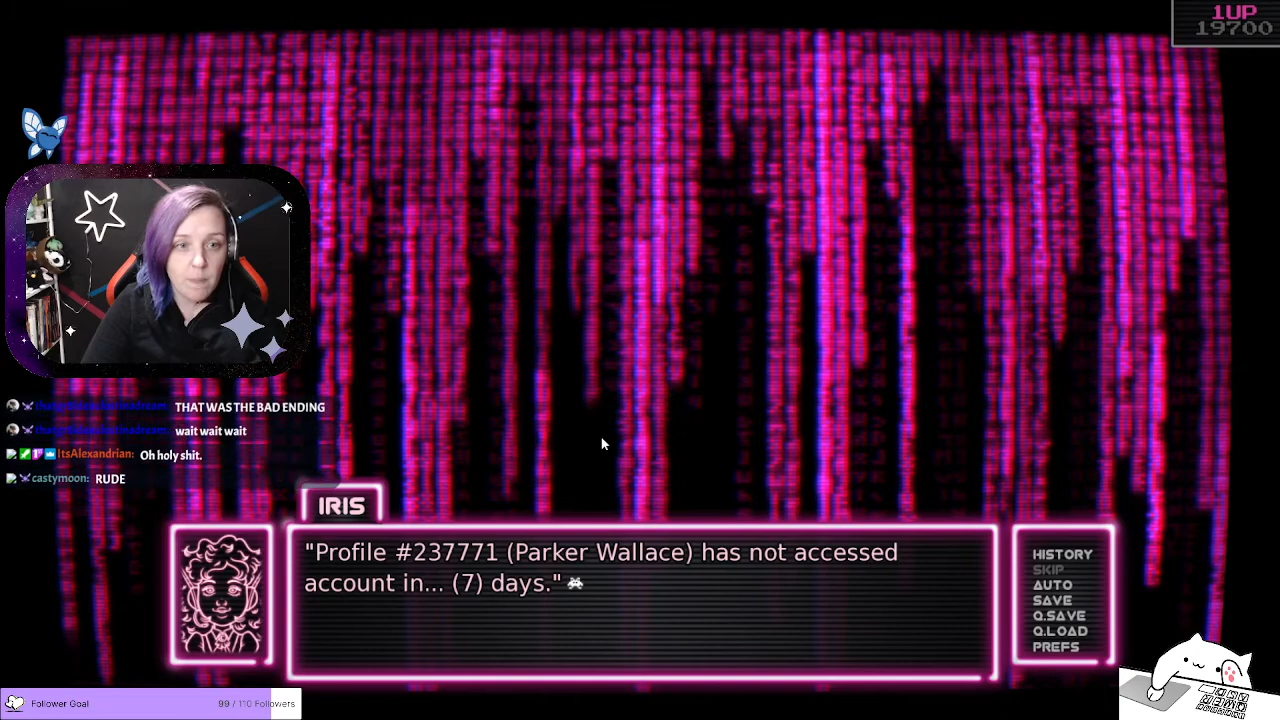 1UP
19700
THAT WAS THE BAD ENDING
wait wait wait
ItsAlexandrian: Oh holy shit.
castymoon: RUDE
IRIS
"Profile #237771 (Parker Wallace) has not accessed
account in... (7) days."
HISTORY
SKIP
AUTO
SAVE
Q.SAVE
Q.LOAD
PREFS
Follower Goal
99 / 110 Followers